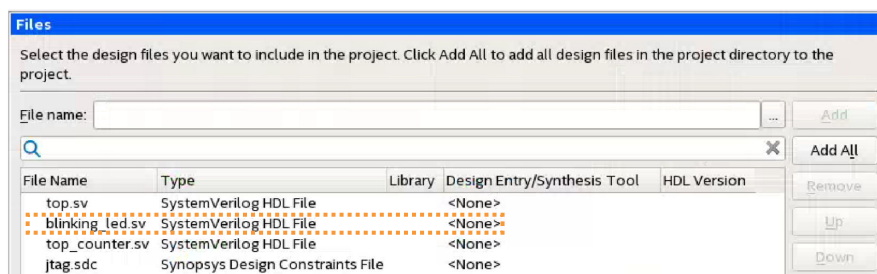 Files
Select the design files you want to include in the project. Click Add All to add all design files in the project directory to the
project.
File name: ... Add
Add All
File Name Type Library Design Entry/Synthesis Tool HDL Version Remove
top.sv SystemVerilog HDL File <None>
blinking_led.sv SystemVerilog HDL File <None> Up
top_counter.sv SystemVerilog HDL File <None>
jtag.sdc Synopsys Design Constraints File <None> Down